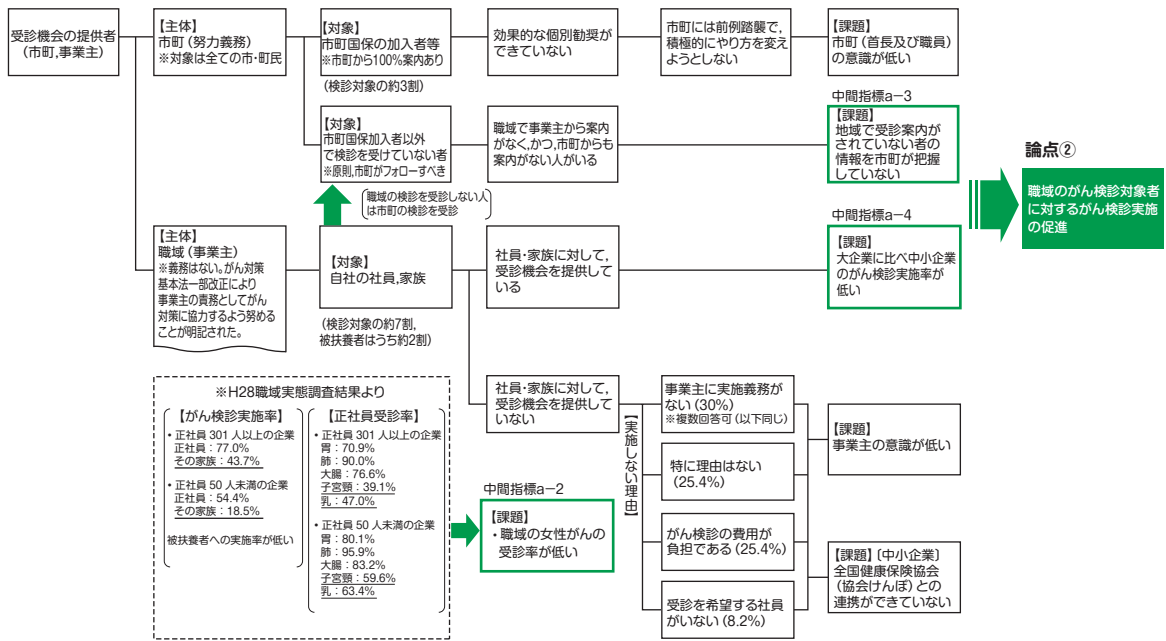 受診機会の提供者
(市町,事業主)
【主体】
市町(努力義務)
※対象は全ての市・町民
【対象】
市町国保の加入者等
※市町から100%案内あり
(検診対象の約3割)
効果的な個別勧奨が
できていない
市町には前例踏襲で,
積極的にやり方を変え
ようとしない
【課題】
市町(首長及び職員)
の意識が低い
【対象】
市町国保加入者以外
で検診を受けていない者
※原則,市町がフォローすべき
職域で事業主から案内
がなく,かつ,市町からも
案内がない人がいる
中間指標a-3
【課題】
地域で受診案内が
されていない者の
情報を市町が把握
していない
論点②
職域のがん検診対象者
に対するがん検診実施
の促進
職域の検診を受診しない人
は市町の検診を受診
【主体】
職域(事業主)
※義務はない。がん対策
基本法一部改正により
事業主の責務としてがん
対策に協力するよう努める
ことが明記された。
【対象】
自社の社員,家族
(検診対象の約7割,
被扶養者はうち約2割)
社員・家族に対して,
受診機会を提供して
いる
中間指標a-4
【課題】
大企業に比べ中小企業
のがん検診実施率が
低い
社員・家族に対して,
受診機会を提供して
いない
【実施しない理由】
事業主に実施義務が
ない(30%)
※複数回答可(以下同じ)
特に理由はない
(25.4%)
がん検診の費用が
負担である(25.4%)
受診を希望する社員
がいない(8.2%)
【課題】
事業主の意識が低い
【課題】〔中小企業〕
全国健康保険協会
(協会けんぽ)との
連携ができていない
※H28職域実態調査結果より
【がん検診実施率】
・正社員 301 人以上の企業
正社員:77.0%
その家族:43.7%
・正社員 50 人未満の企業
正社員:54.4%
その家族:18.5%
被扶養者への実施率が低い
【正社員受診率】
・正社員 301 人以上の企業
胃:70.9%
肺:90.0%
大腸:76.6%
子宮頸:39.1%
乳:47.0%
・正社員 50 人未満の企業
胃:80.1%
肺:95.9%
大腸:83.2%
子宮頸:59.6%
乳:63.4%
中間指標a-2
【課題】
・職域の女性がんの
受診率が低い